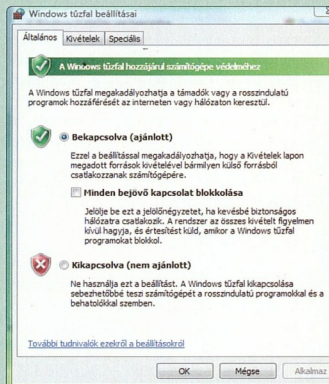 Windows tűzfal beállításai
Általános Kivételek Speciális
A Windows tűzfal hozzájárul számítógépe védelméhez
A Windows tűzfal megakadályozhatja a támadók vagy a rosszindulatú
programok hozzáférését az interneten vagy hálózaton keresztül.
Bekapcsolva (ajánlott)
Ezzel a beállítással megakadályozhatja, hogy a Kivételek lapon
megadott források kivételével bármilyen külső forrásból
csatlakozzanak számítógépére.
Minden bejövő kapcsolat blokkolása
Jelölje be ezt a jelölőnégyzetet, ha kevésbé biztonságos
hálózatra csatlakozik. A rendszer az összes kivételt figyelmen
kívül hagyja, és értesítést küld, amikor a Windows tűzfal
programokat blokkol.
Kikapcsolva (nem ajánlott)
Ne használja ezt a beállítást. A Windows tűzfal kikapcsolása
sebezhetőbbé teszi számítógépét a rosszindulatú programokkal és a
behatolókkal szemben.
További tudnivalók ezekről a beállításokról
OK Mégse Alkalmaz